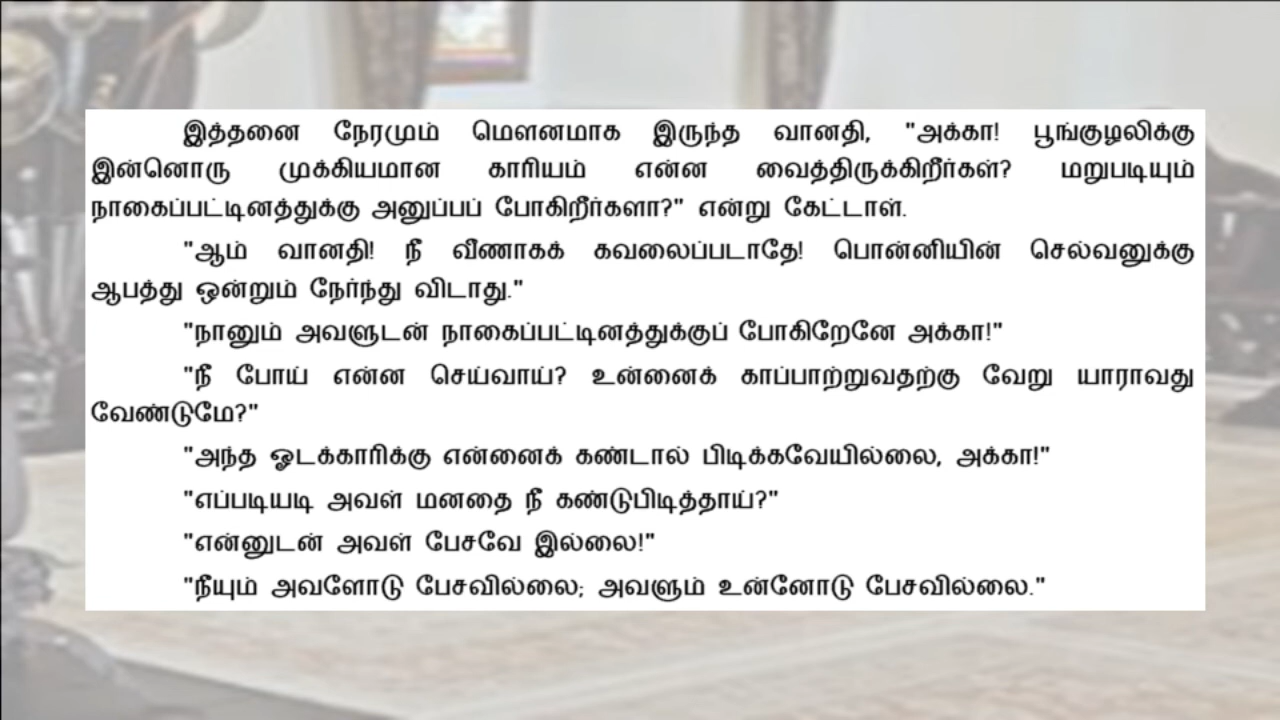 இத்தனை நேரமும் மௌனமாக இருந்த வானதி, "அக்கா! பூங்குழலிக்கு
இன்னொரு முக்கியமான காரியம் என்ன வைத்திருக்கிறீர்கள்? மறுபடியும்
நாகைப்பட்டினத்துக்கு அனுப்பப் போகிறீர்களா?" என்று கேட்டாள்.
"ஆம் வானதி! நீ வீணாகக் கவலைப்படாதே! பொன்னியின் செல்வனுக்கு
ஆபத்து ஒன்றும் நேர்ந்து விடாது."
"நானும் அவளுடன் நாகைப்பட்டினத்துக்குப் போகிறேனே அக்கா!"
"நீ போய் என்ன செய்வாய்? உன்னைக் காப்பாற்றுவதற்கு வேறு யாராவது
வேண்டுமே?"
"அந்த ஓடக்காரிக்கு என்னைக் கண்டால் பிடிக்கவேயில்லை, அக்கா!"
"எப்படியடி அவள் மனதை நீ கண்டுபிடித்தாய்?"
"என்னுடன் அவள் பேசவே இல்லை!"
"நீயும் அவளோடு பேசவில்லை; அவளும் உன்னோடு பேசவில்லை."